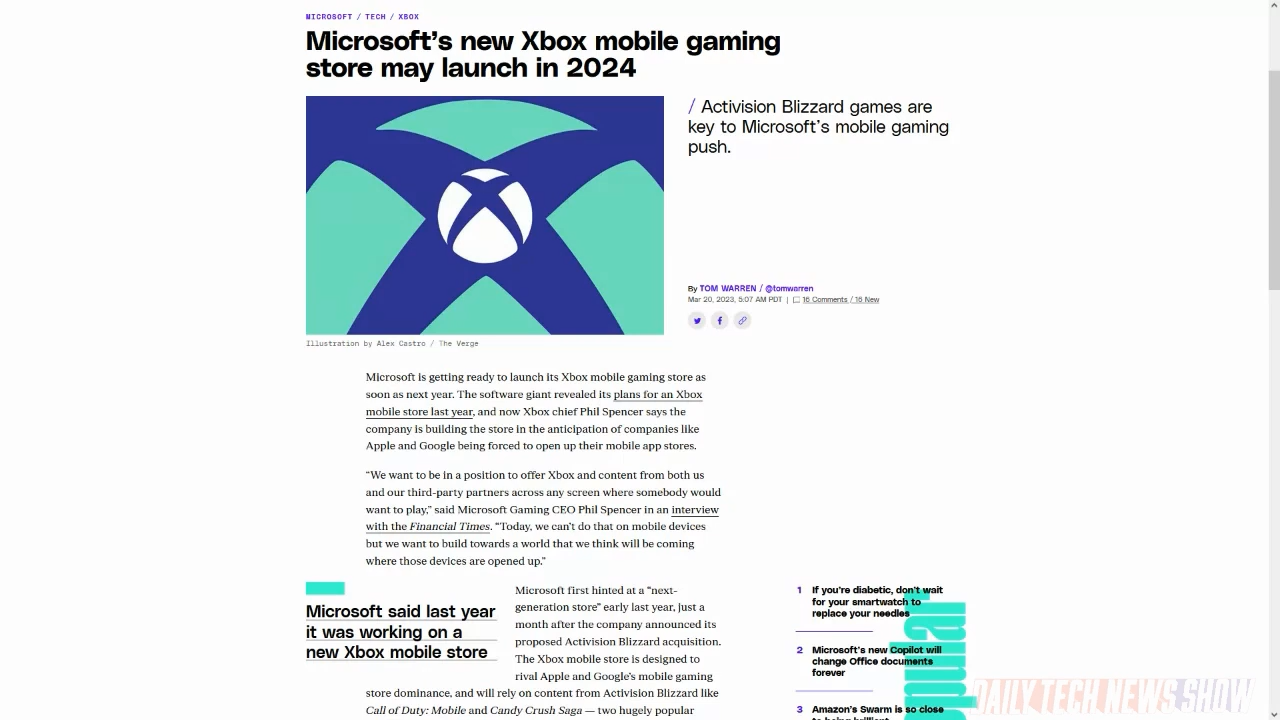 MICROSOFT / TECH / XBOX
Microsoft's new Xbox mobile gaming
store may launch in 2024
/ Activision Blizzard games are
key to Microsoft's mobile gaming
push.
By TOM WARREN / @tomwarren
Mar 20, 2023, 5:07 AM PDT | 16 Comments / 16 New
Illustration by Alex Castro / The Verge
Microsoft is getting ready to launch its Xbox mobile gaming store as
soon as next year. The software giant revealed its plans for an Xbox
mobile store last year, and now Xbox chief Phil Spencer says the
company is building the store in the anticipation of companies like
Apple and Google being forced to open up their mobile app stores.
“We want to be in a position to offer Xbox and content from both us
and our third-party partners across any screen where somebody would
want to play,” said Microsoft Gaming CEO Phil Spencer in an interview
with the Financial Times. “Today, we can’t do that on mobile devices
but we want to build towards a world that we think will be coming
where those devices are opened up.”
Microsoft said last year
it was working on a
new Xbox mobile store
Microsoft first hinted at a “next-
generation store” early last year, just a
month after the company announced its
proposed Activision Blizzard acquisition.
The Xbox mobile store is designed to
rival Apple and Google’s mobile gaming
store dominance, and will rely on content from Activision Blizzard like
Call of Duty: Mobile and Candy Crush Saga — two hugely popular
1 If you’re diabetic, don’t wait
for your smartwatch to
replace your needles
2 Microsoft’s new Copilot will
change Office documents
forever
3 Amazon’s Swarm is so close
to being brilliant
DAILY TECH NEWS SHOW